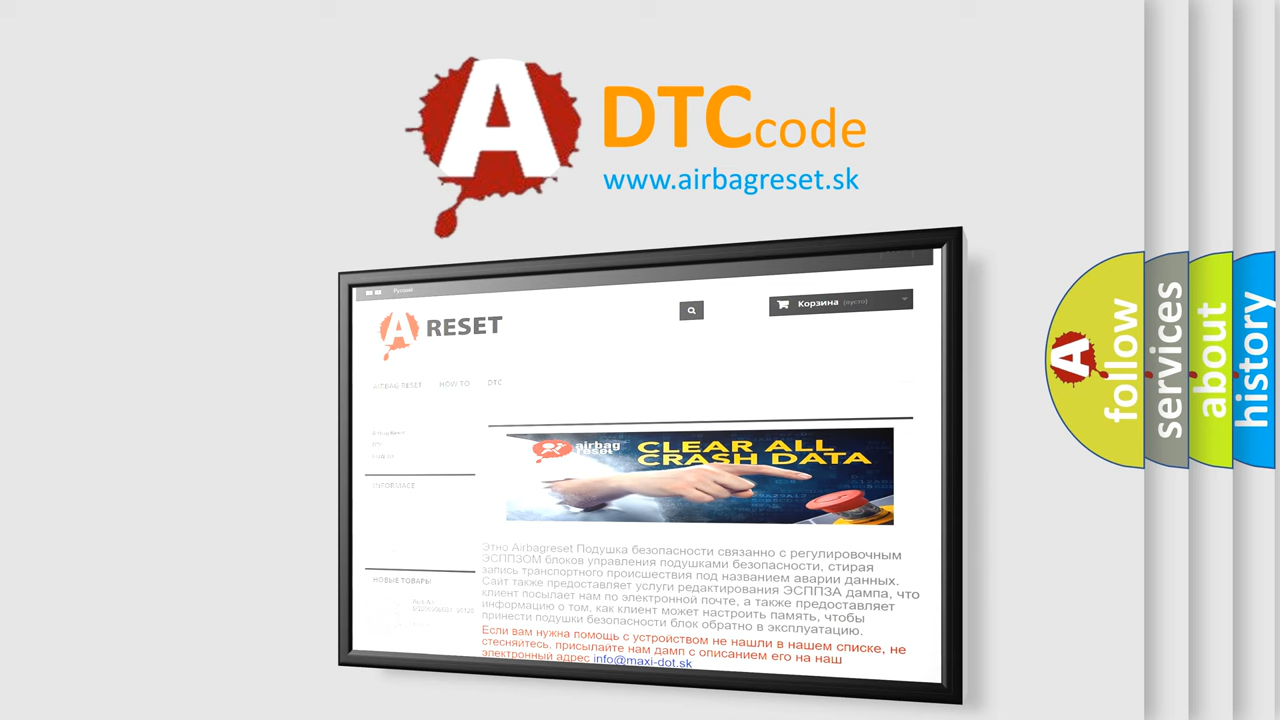 A
DTC code
www.airbagreset.sk
Русский
A RESET
Корзина (пусто)
AIRBAG RESET HOW TO DTC
INFORMACE
НОВЫЕ ТОВАРЫ
airbag
reset
CLEAR ALL
CRASH DATA
Этно Airbagreset Подушка безопасности связанно с регулировочным
ЭСППЗОМ блоков управления подушками безопасности, стирая
запись транспортного происшествия под названием аварии данных.
Сайт также предоставляет услуги редактирования ЭСППЗА дампа, что
клиент посылает нам по электронной почте, а также предоставляет
информацию о том, как клиент может настроить память, чтобы
принести подушки безопасности блок обратно в эксплуатацию.
Если вам нужна помощь с устройством не нашли в нашем списке, не
стесняйтесь, присылайте нам дамп с описанием его на наш
электронный адрес info@maxi-dot.sk
A
follow
services
about
history